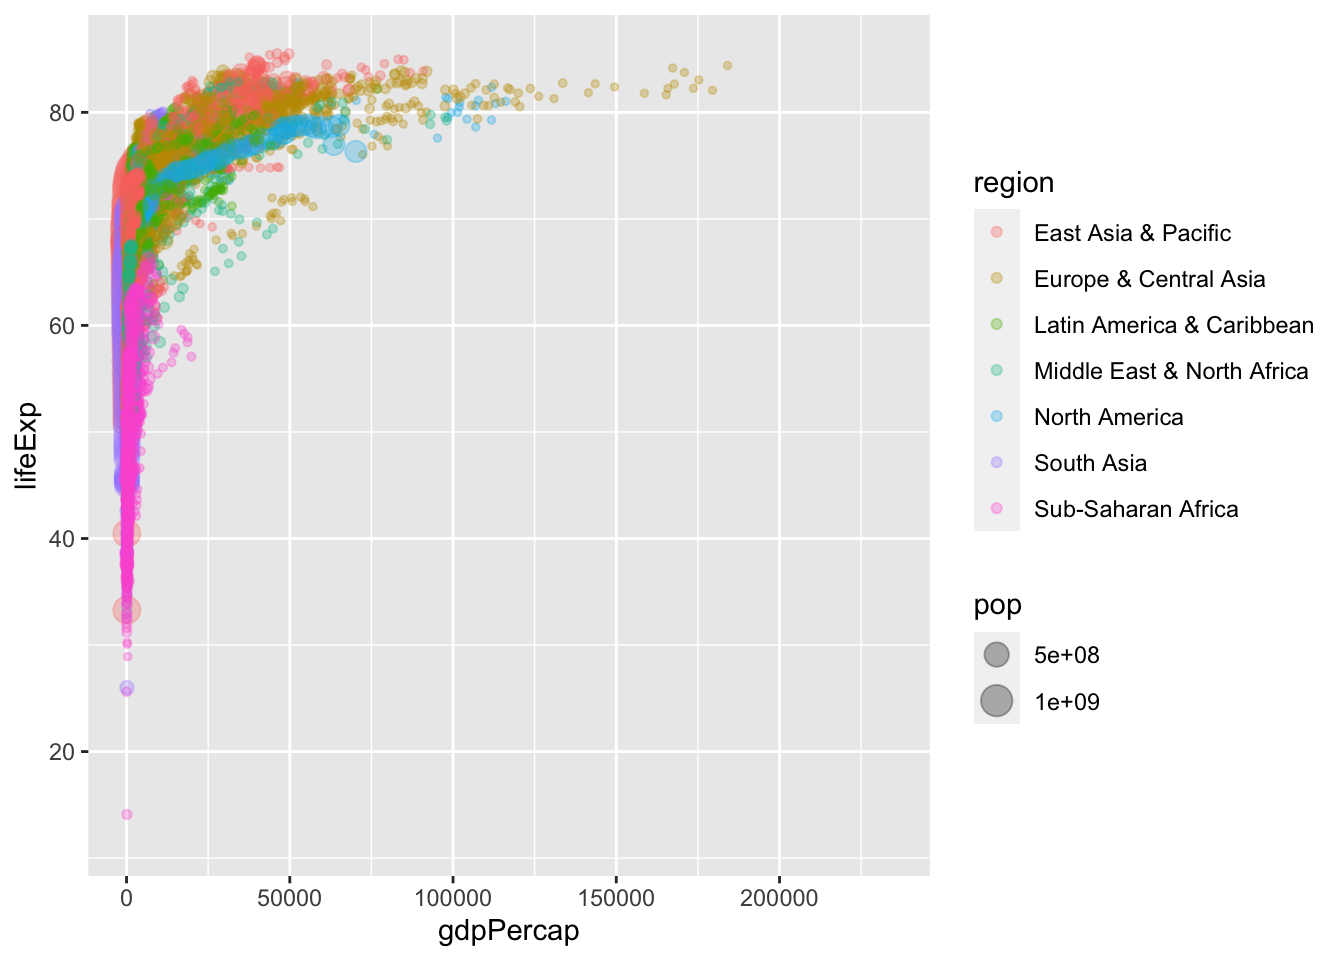 80
60
40
20
lifeExp
0
50000
100000
150000
200000
gdpPercap
region
East Asia & Pacific
Europe & Central Asia
Latin America & Caribbean
Middle East & North Africa
North America
South Asia
Sub-Saharan Africa
pop
5e+08
1e+09